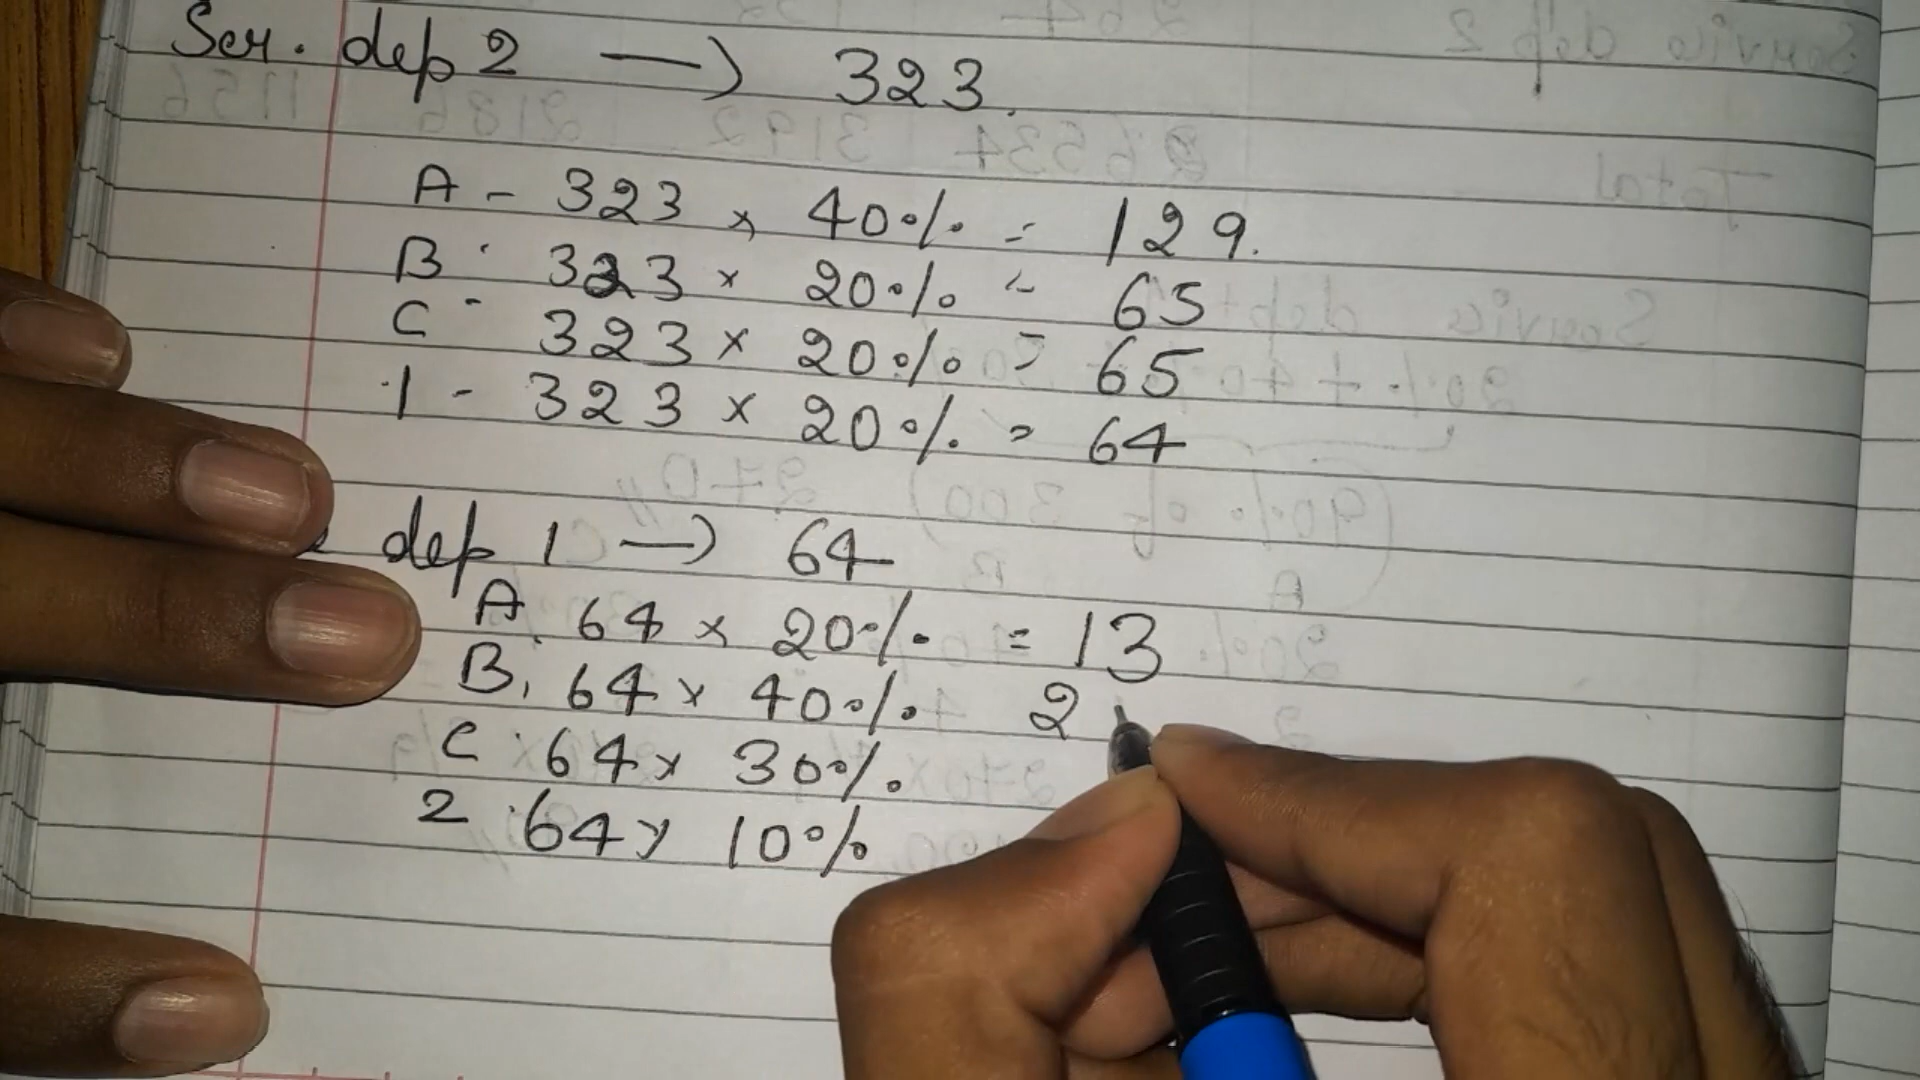 Ser. dep 2 —) 323.
A - 323 x 40% = 129.
B - 323 x 20% = 65
C - 323 x 20% = 65
1 - 323 x 20% = 64
dep 1 —) 64
A. 64 x 20% = 13
B. 64 x 40% 2
C. 64 x 30%
2. 64 x 10%